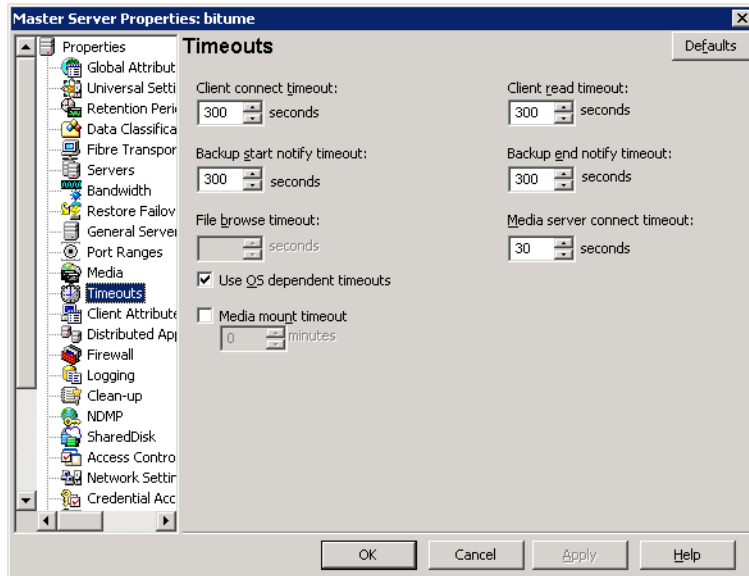 Master Server Properties: bitume
Properties
Global Attribut
Universal Setti
Retention Peri
Data Classifica
Fibre Transpor
Servers
Bandwidth
Restore Failov
General Server
Port Ranges
Media
Timeouts
Client Attribute
Distributed App
Firewall
Logging
Clean-up
NDMP
SharedDisk
Access Contro
Network Settin
Credential Acc
Timeouts
Defaults
Client connect timeout:
300 seconds
Client read timeout:
300 seconds
Backup start notify timeout:
300 seconds
Backup end notify timeout:
300 seconds
File browse timeout:
seconds
Media server connect timeout:
30 seconds
Use OS dependent timeouts
Media mount timeout
0 minutes
OK
Cancel
Apply
Help